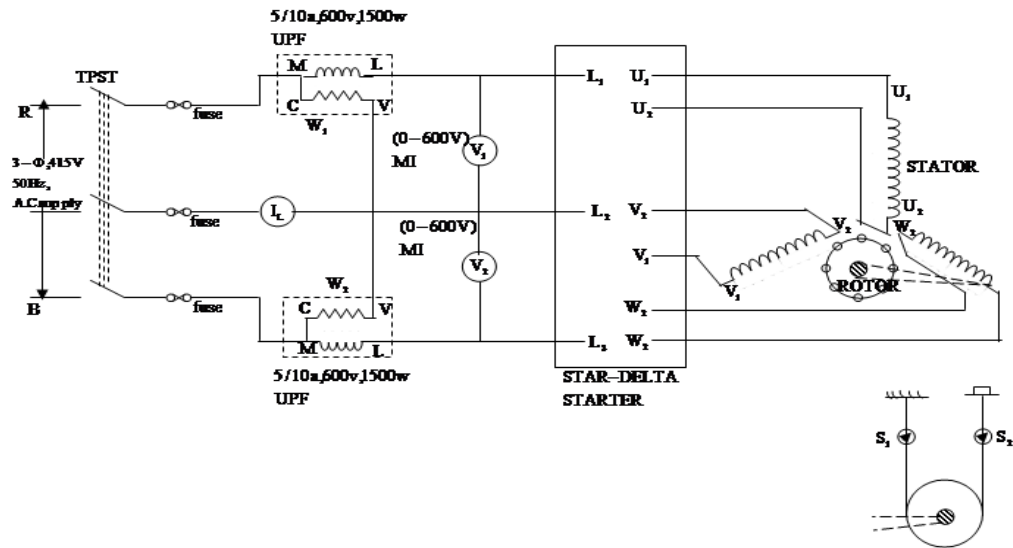 5/10a,600v,1500w
UPF
M L
TPST
C V
R
fuse
W₁
L₁ U₁
U₂
U₁
(0–600V)
MI
V₁
3–Φ,415V
50Hz,
AC supply
STATOR
fuse
I_L
L₂ V₂
(0–600V)
MI
V₂
U₂
V₂ W₂
V₁
V₁
ROTOR
W₂
B
fuse
C V
M L
W₂
L₃ W₂
5/10a,600v,1500w
UPF
STAR–DELTA
STARTER
S₁ S₂